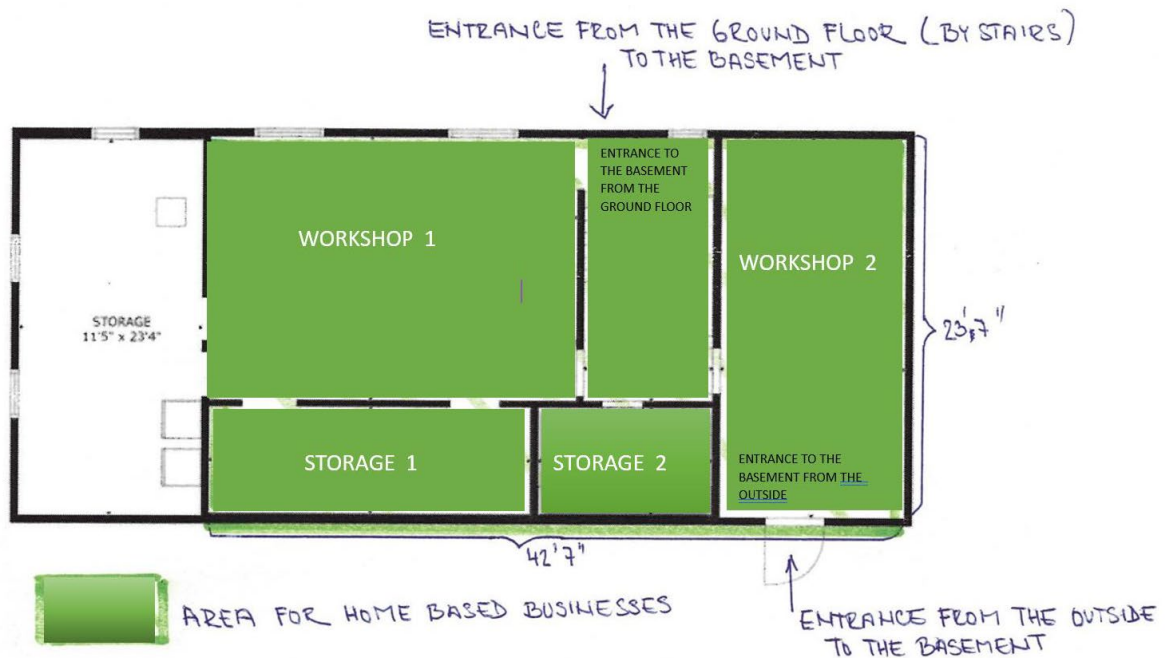 ENTRANCE FROM THE GROUND FLOOR (BY STAIRS)
TO THE BASEMENT
ENTRANCE TO
THE BASEMENT
FROM THE
GROUND FLOOR
WORKSHOP 1
WORKSHOP 2
STORAGE
11'5" x 23'4"
23'7"
STORAGE 1
STORAGE 2
ENTRANCE TO THE
BASEMENT FROM THE
OUTSIDE
42'7"
AREA FOR HOME BASED BUSINESSES
ENTRANCE FROM THE OUTSIDE
TO THE BASEMENT